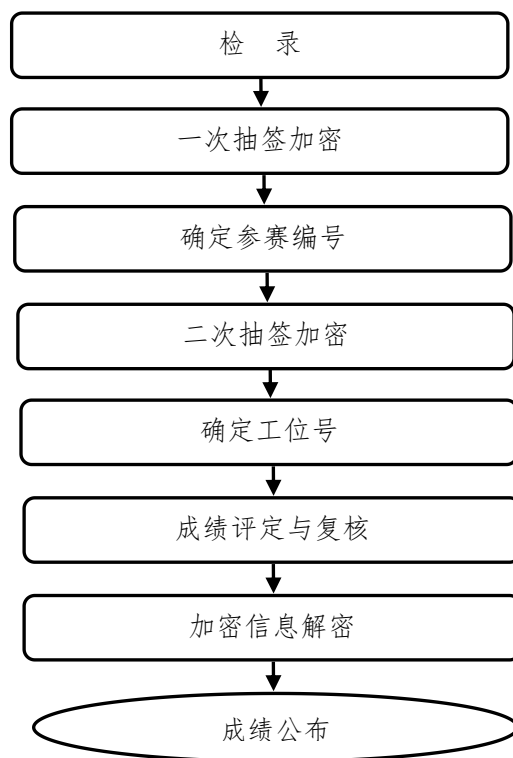 检 录
一次抽签加密
确定参赛编号
二次抽签加密
确定工位号
成绩评定与复核
加密信息解密
成绩公布